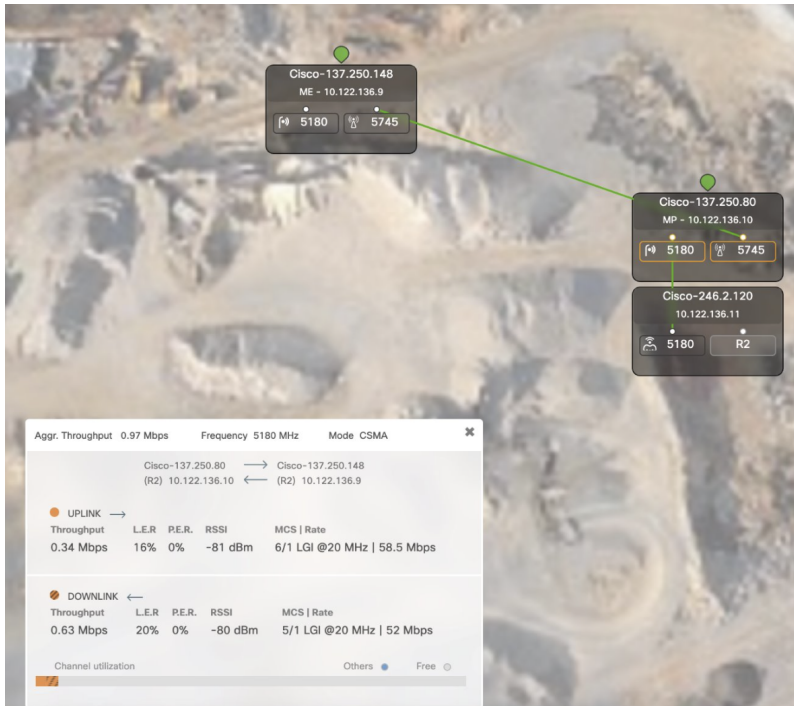 Cisco-137.250.148
ME - 10.122.136.9
5180 5745
Cisco-137.250.80
MP - 10.122.136.10
5180 5745
Cisco-246.2.120
10.122.136.11
5180 R2
Aggr. Throughput 0.97 Mbps Frequency 5180 MHz Mode CSMA
Cisco-137.250.80 → Cisco-137.250.148
(R2) 10.122.136.10 ← (R2) 10.122.136.9
UPLINK →
Throughput L.E.R P.E.R. RSSI MCS | Rate
0.34 Mbps 16% 0% -81 dBm 6/1 LGI @20 MHz | 58.5 Mbps
DOWNLINK ←
Throughput L.E.R P.E.R. RSSI MCS | Rate
0.63 Mbps 20% 0% -80 dBm 5/1 LGI @20 MHz | 52 Mbps
Channel utilization Others Free